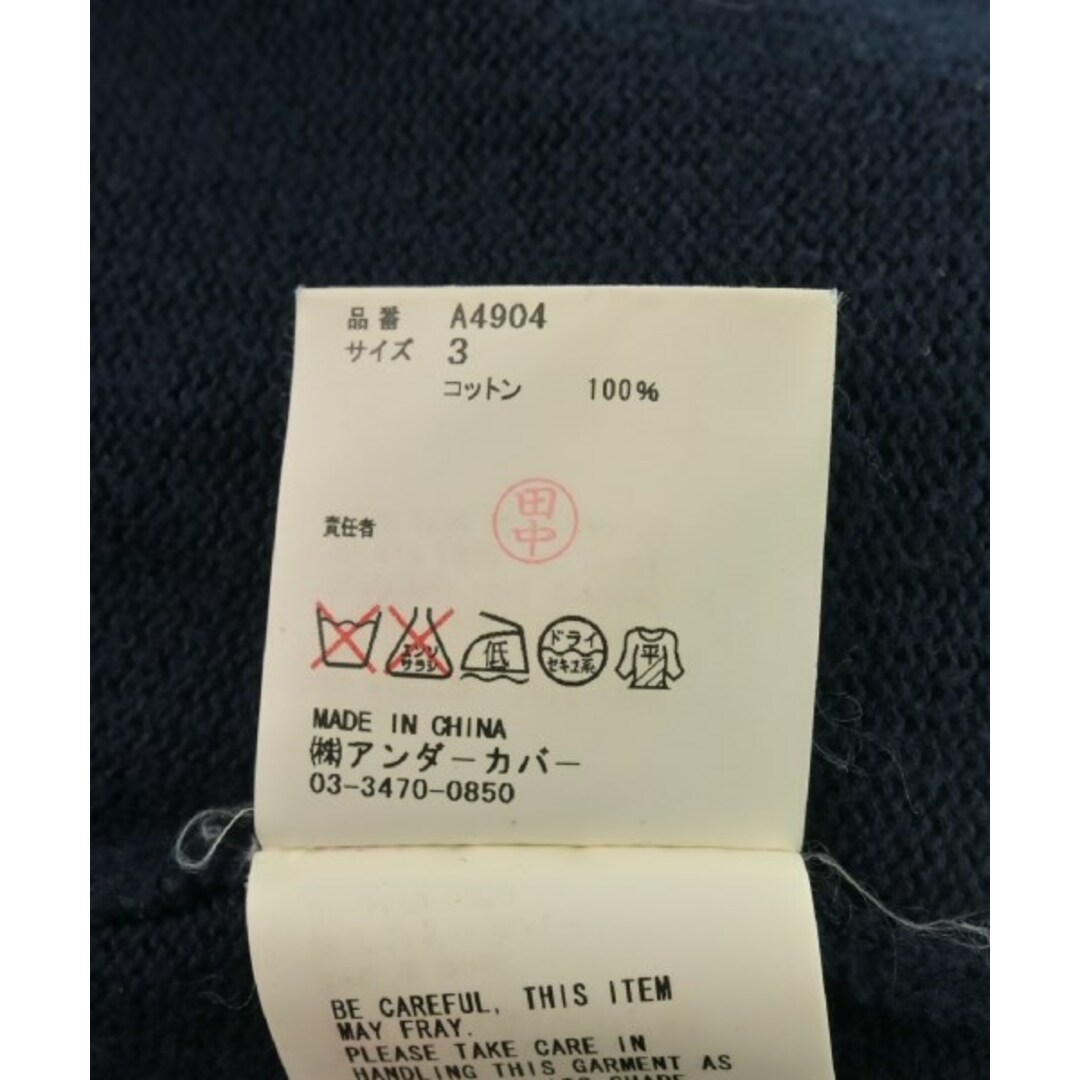 品番 A4904
サイズ 3
コットン 100%
田中
責任者
エンソ
サラシ
低
ドライ
セキユ系
平
MADE IN CHINA
㈱アンダーカバー
03-3470-0850
BE CAREFUL, THIS ITEM
MAY FRAY.
PLEASE TAKE CARE IN
HANDLING THIS GARMENT AS